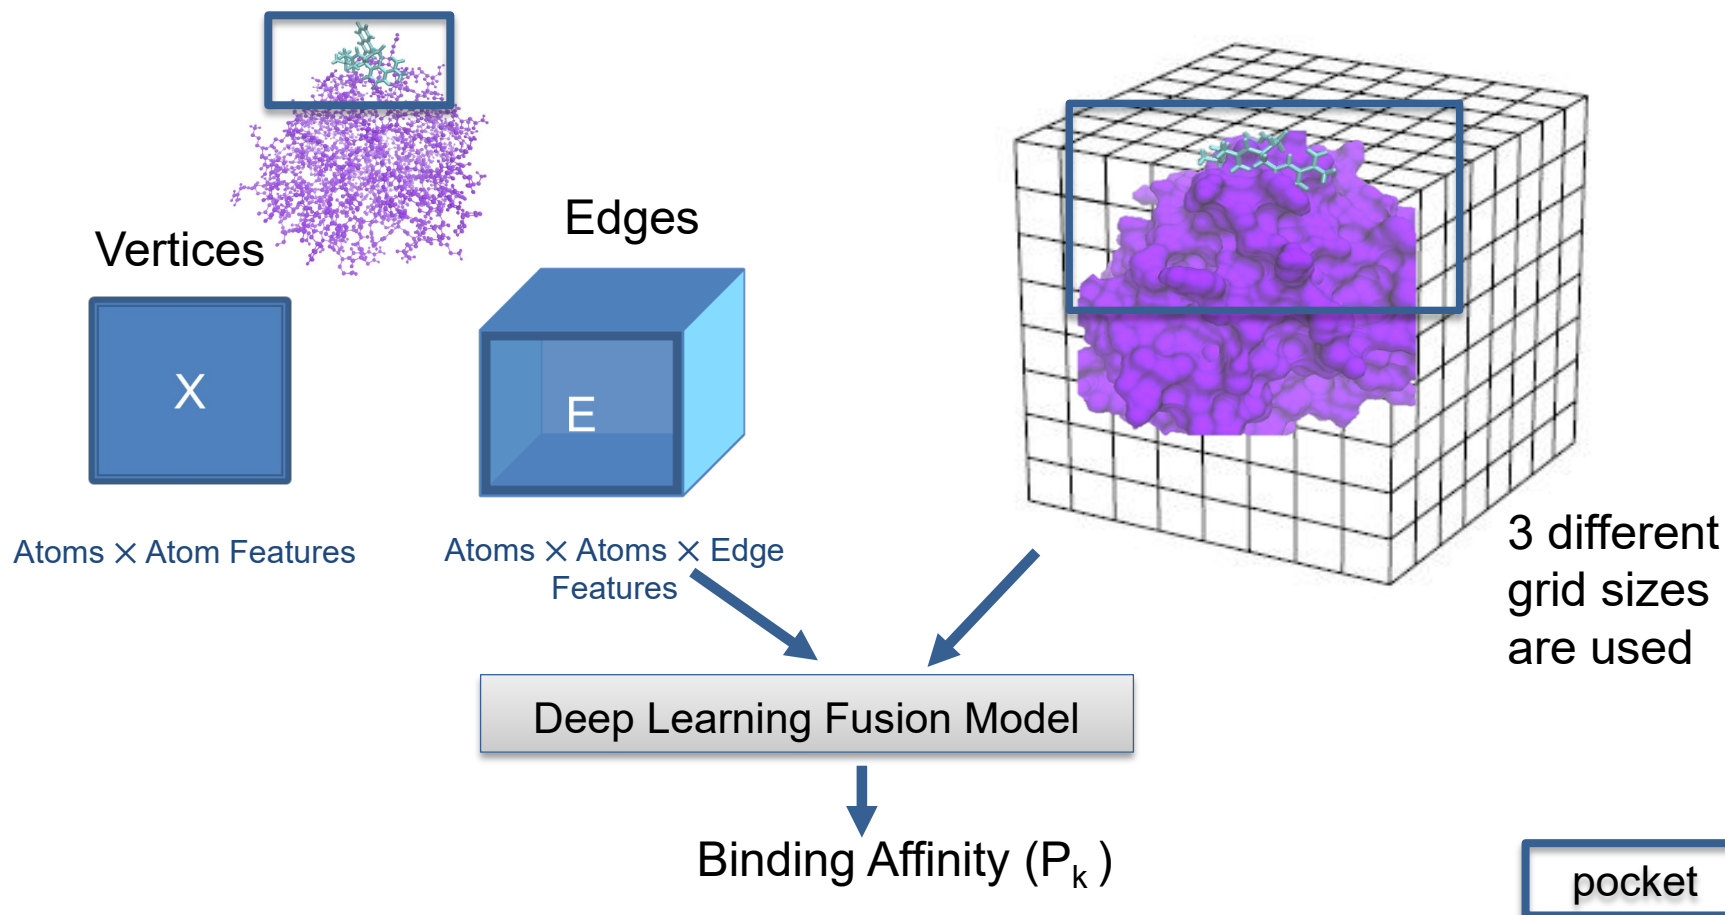 Vertices
Edges
X
E
Atoms × Atom Features
Atoms × Atoms × Edge
Features
3 different
grid sizes
are used
Deep Learning Fusion Model
Binding Affinity (Pk )
pocket